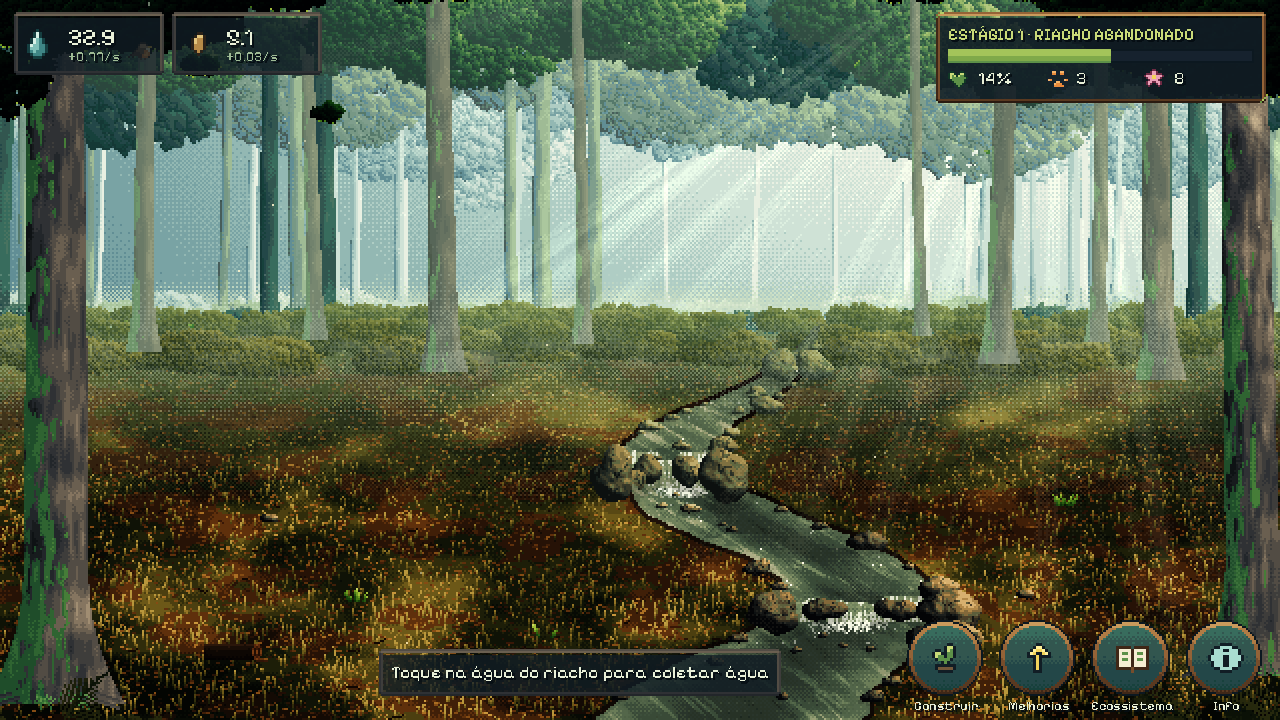 32.9
+0.77/s
9.1
+0.03/s
ESTÁGIO 1 · RIACHO ABANDONADO
14%
3
8
Toque na água do riacho para coletar água
Construir
Melhorias
Ecossistema
Info